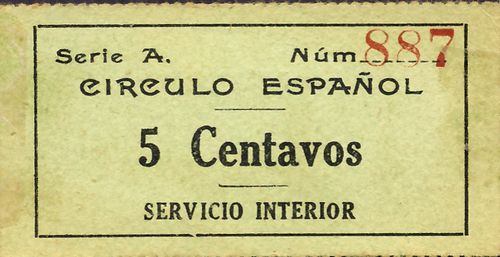 Serie A. Núm. 887
CIRCULO ESPAÑOL
5 Centavos
SERVICIO INTERIOR